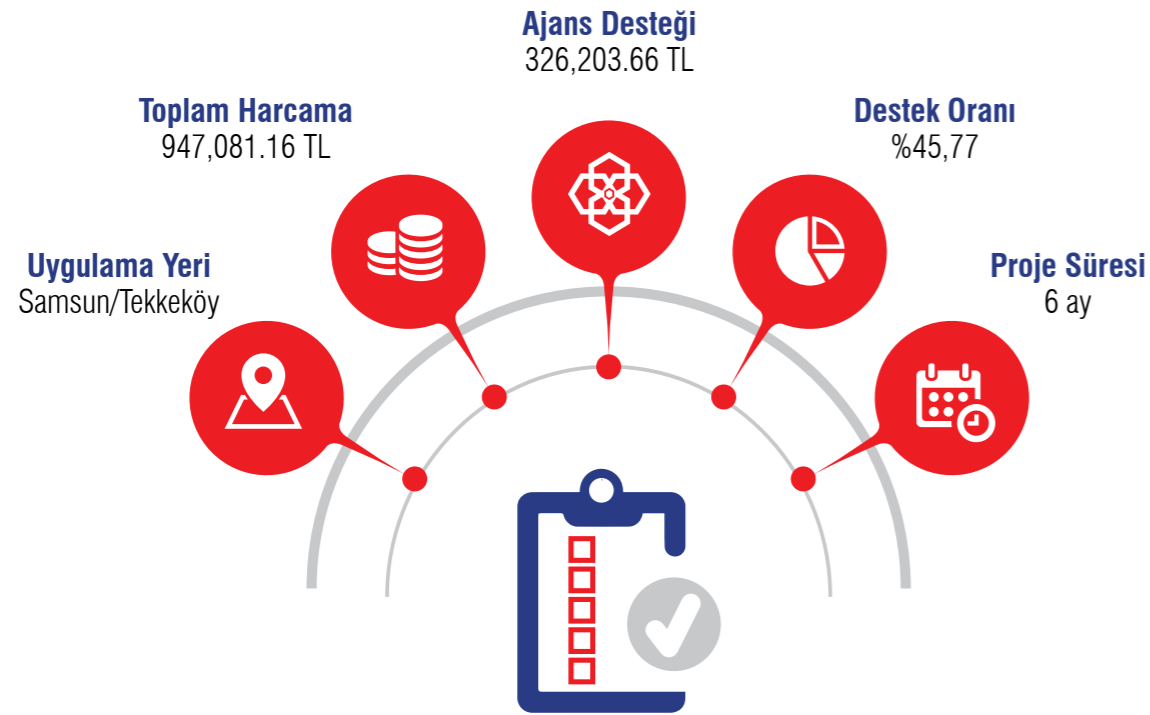 Ajans Desteği
326,203.66 TL
Toplam Harcama
947,081.16 TL
Destek Oranı
%45,77
Uygulama Yeri
Samsun/Tekkeköy
Proje Süresi
6 ay